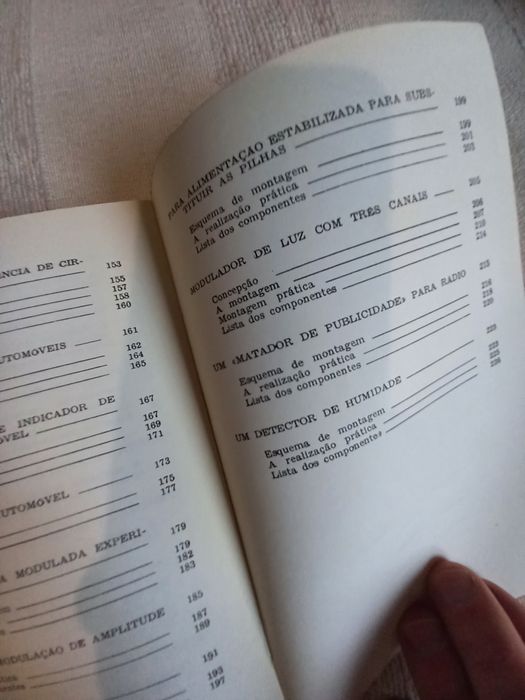 ÊNCIA DE CIR- 153
155
157
158
160
161
UTOMÓVEIS
162
164
165
E INDICADOR DE 167
OVEL 167
169
171
173
AUTOMÓVEL 175
177
A MODULADA EXPERI- 179
179
182
183
185
MODULAÇÃO DE AMPLITUDE 187
189
191
193
197
PARA ALIMENTAÇÃO ESTABILIZADA PARA SUBS-
TITUIR AS PILHAS 199
Esquema de montagem 199
A realização prática 201
Lista dos componentes 203
MODULADOR DE LUZ COM TRÊS CANAIS 205
Concepção 206
A montagem 207
Montagem prática 210
Lista dos componentes 214
UM «MATADOR DE PUBLICIDADE» PARA RÁDIO 215
Esquema de montagem 216
A realização prática 218
Lista dos componentes 220
UM DETECTOR DE HUMIDADE 223
Esquema de montagem 223
A realização prática 225
Lista dos componentes 226